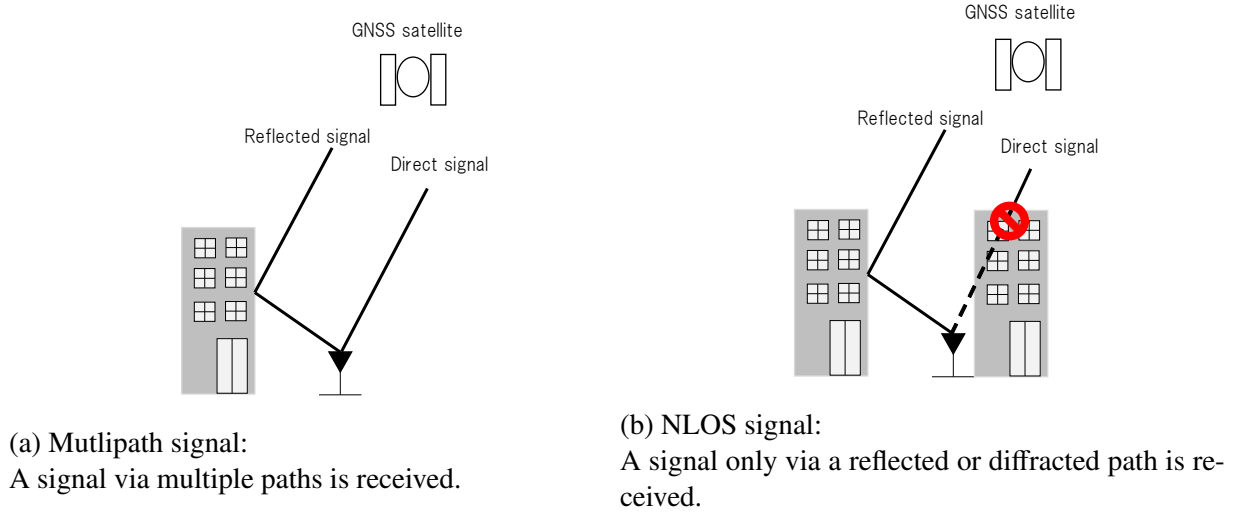 GNSS satellite
Reflected signal
Direct signal
(a) Mutlipath signal:
A signal via multiple paths is received.
GNSS satellite
Reflected signal
Direct signal
(b) NLOS signal:
A signal only via a reflected or diffracted path is re-
ceived.